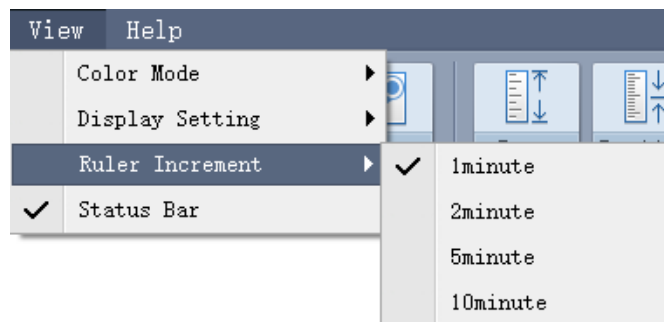 View Help
Color Mode
Display Setting
Ruler Increment
Status Bar
1minute
2minute
5minute
10minute